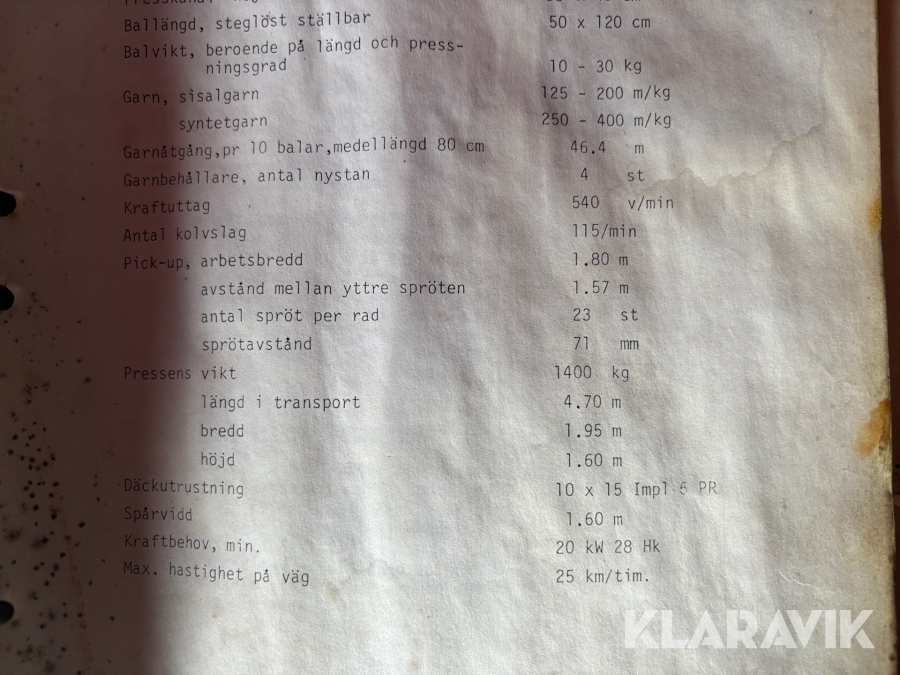 Ballängd, steglöst ställbar 50 x 120 cm
Balvikt, beroende på längd och press-
ningsgrad 10 - 30 kg
Garn, sisalgarn 125 - 200 m/kg
syntetgarn 250 - 400 m/kg
Garnåtgång,pr 10 balar,medellängd 80 cm 46.4 m
Garnbehållare, antal nystan 4 st
Kraftuttag 540 v/min
Antal kolvslag 115/min
Pick-up, arbetsbredd 1.80 m
avstånd mellan yttre spröten 1.57 m
antal spröt per rad 23 st
sprötavstånd 71 mm
Pressens vikt 1400 kg
längd i transport 4.70 m
bredd 1.95 m
höjd 1.60 m
Däckutrustning 10 x 15 Impl 6 PR
Spårvidd 1.60 m
Kraftbehov, min. 20 kW 28 Hk
Max. hastighet på väg 25 km/tim.
KLARAVIK